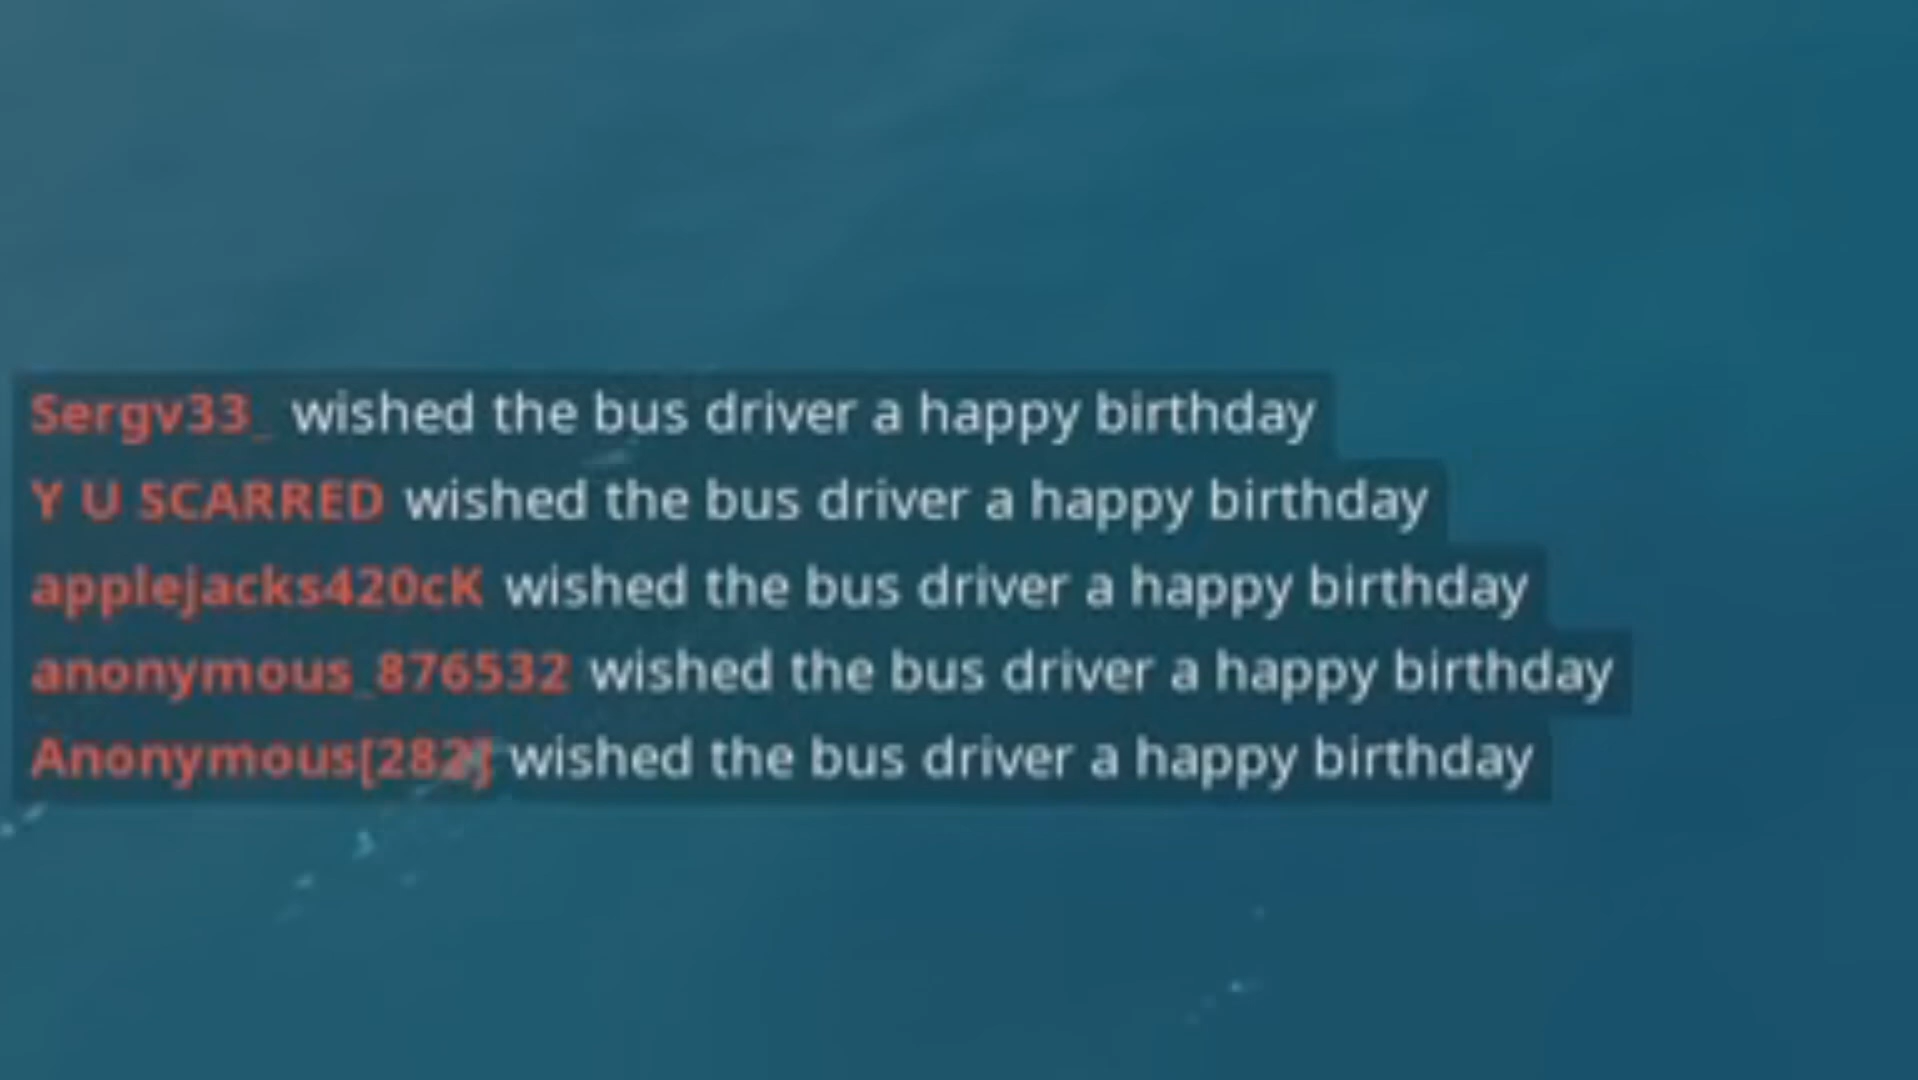 Sergv33_ wished the bus driver a happy birthday
Y U SCARRED wished the bus driver a happy birthday
applejacks420cK wished the bus driver a happy birthday
anonymous_876532 wished the bus driver a happy birthday
Anonymous[282] wished the bus driver a happy birthday